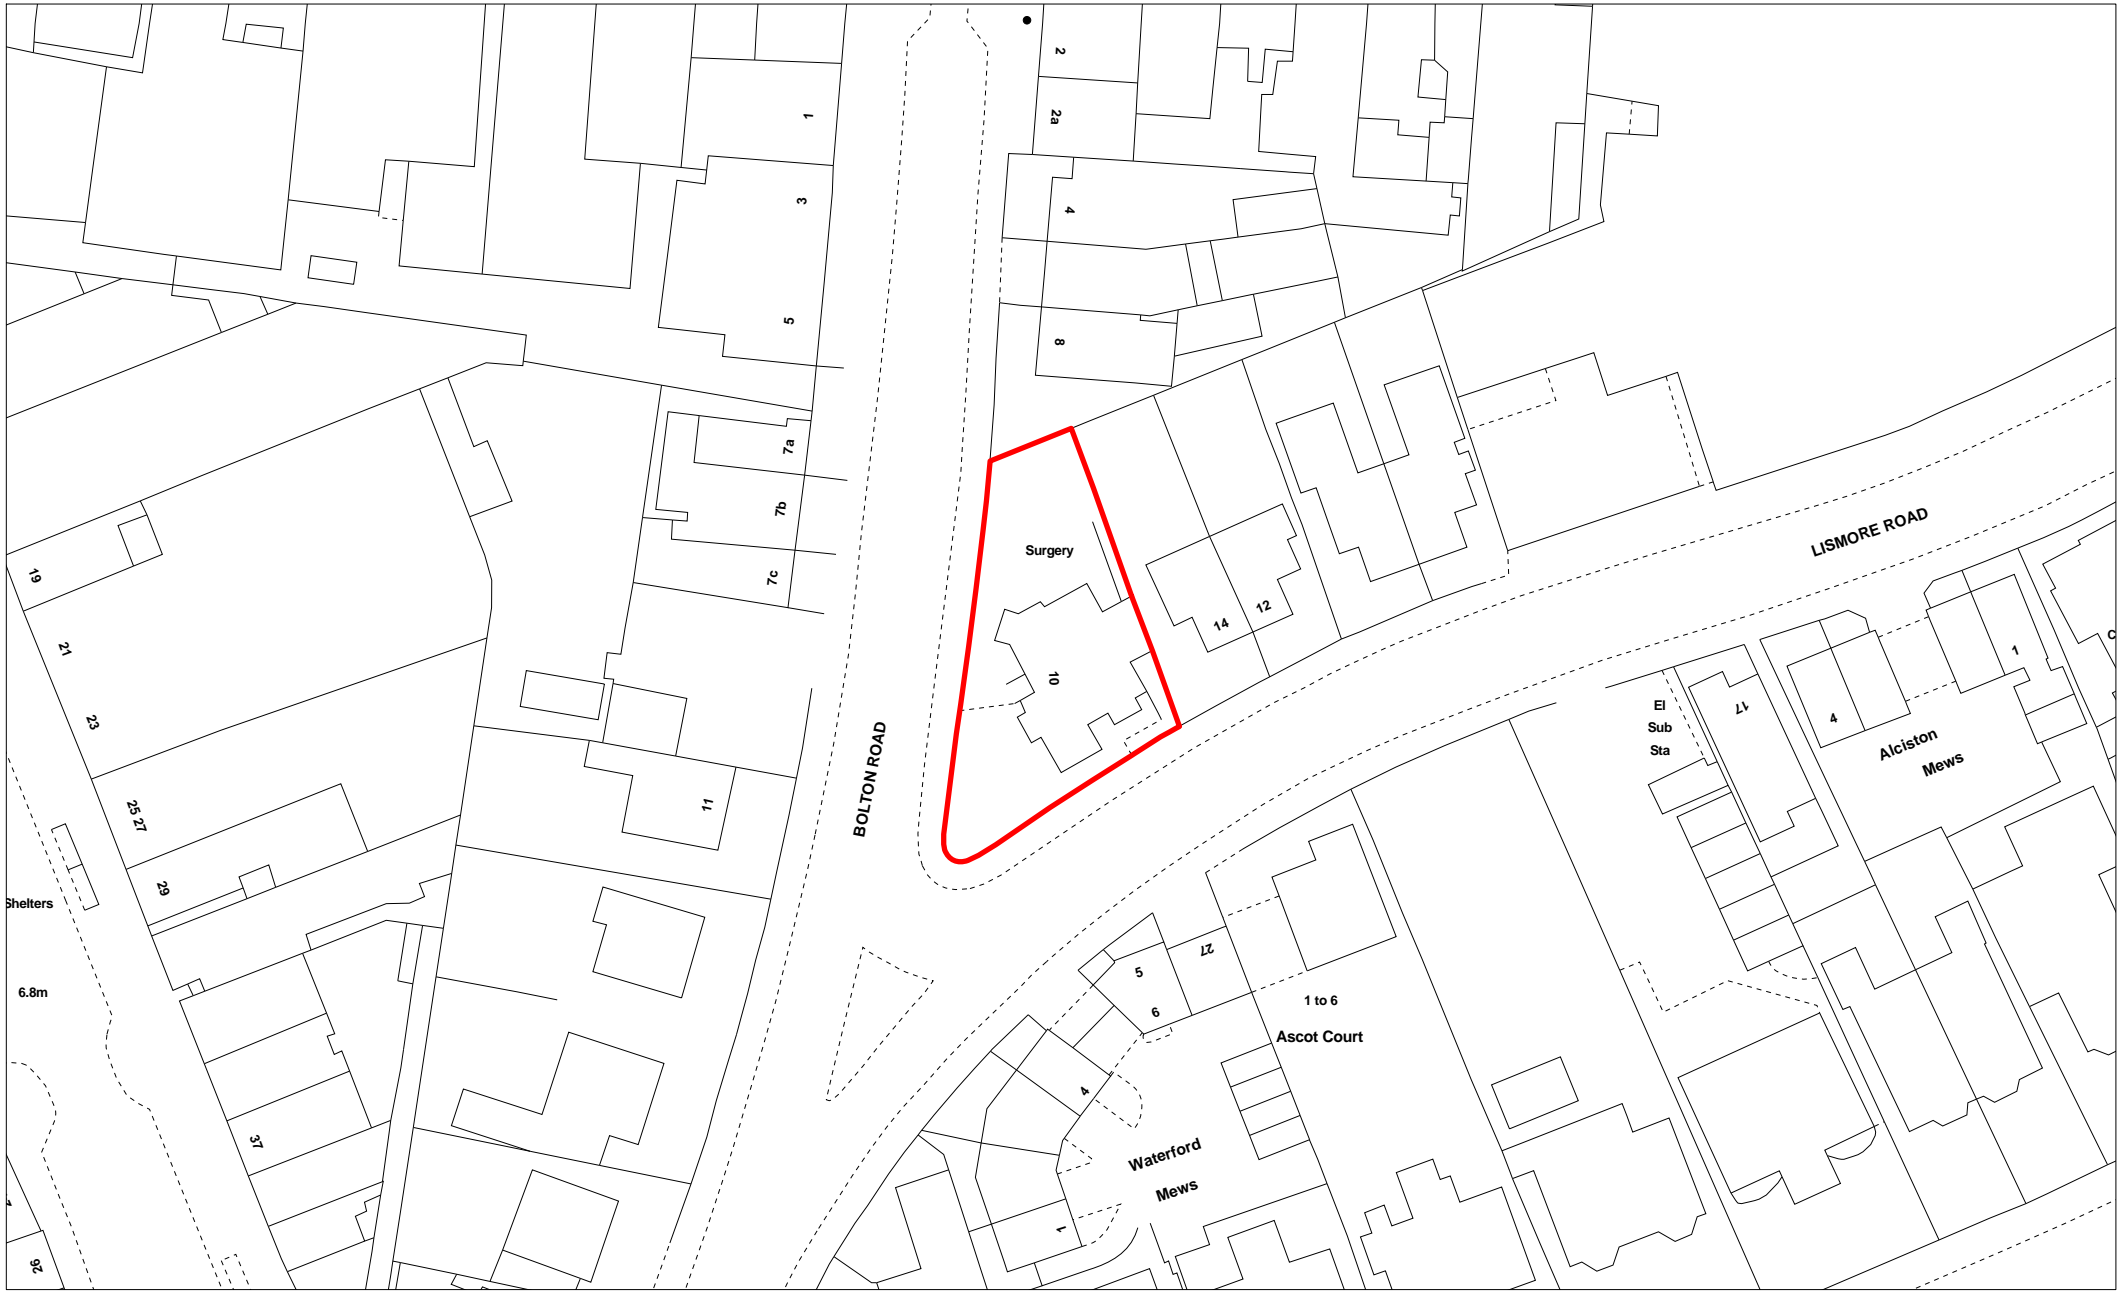 2
2a
1
3
4
5
8
7a
7b
7c
19
21
23
25 27
29
37
26
11
Shelters
6.8m
BOLTON ROAD
Surgery
10
14
12
LISMORE ROAD
El
Sub
Sta
17
4
1
Alciston
Mews
C
27
5
6
4
1
1 to 6
Ascot Court
Waterford
Mews